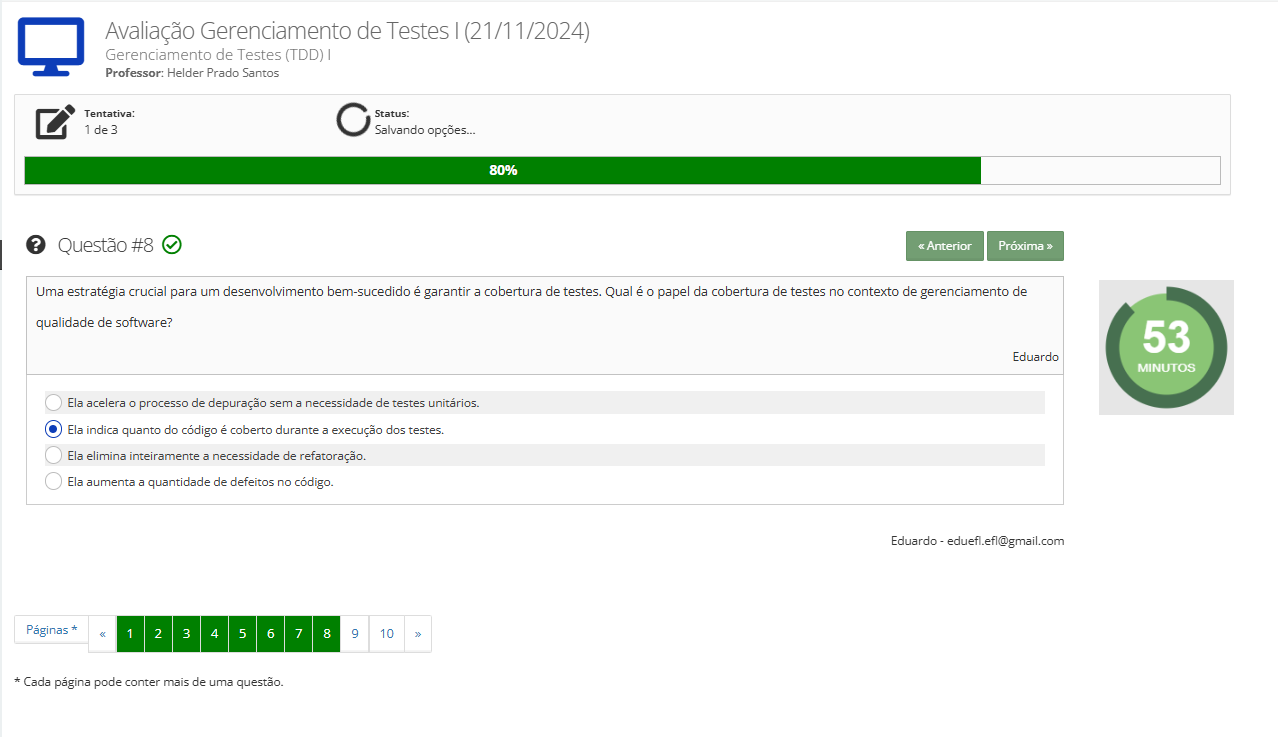 Avaliação Gerenciamento de Testes I (21/11/2024)
Gerenciamento de Testes (TDD) I
Professor: Helder Prado Santos
Tentativa:
1 de 3
Status:
Salvando opções...
80%
Questão #8
« Anterior
Próxima »
Uma estratégia crucial para um desenvolvimento bem-sucedido é garantir a cobertura de testes. Qual é o papel da cobertura de testes no contexto de gerenciamento de
qualidade de software?
Eduardo
53
MINUTOS
Ela acelera o processo de depuração sem a necessidade de testes unitários.
Ela indica quanto do código é coberto durante a execução dos testes.
Ela elimina inteiramente a necessidade de refatoração.
Ela aumenta a quantidade de defeitos no código.
Eduardo - eduefl.efl@gmail.com
Páginas * « 1 2 3 4 5 6 7 8 9 10 »
* Cada página pode conter mais de uma questão.